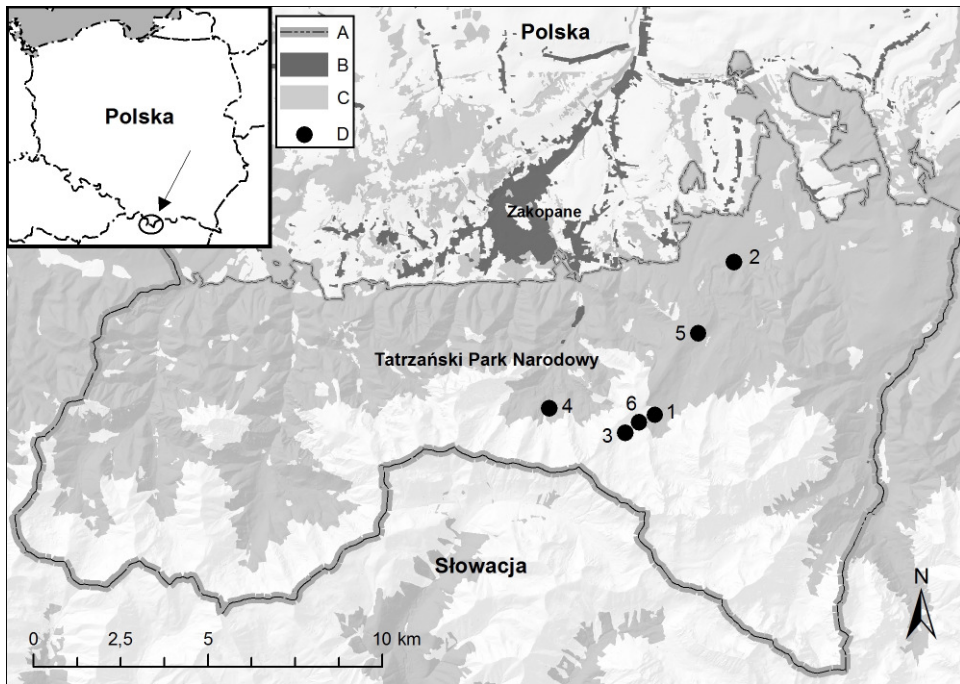 Polska
A
B
C
D
Polska
Zakopane
2
5
Tatrzański Park Narodowy
4
6
1
3
Słowacja
N
0
2,5
5
10 km